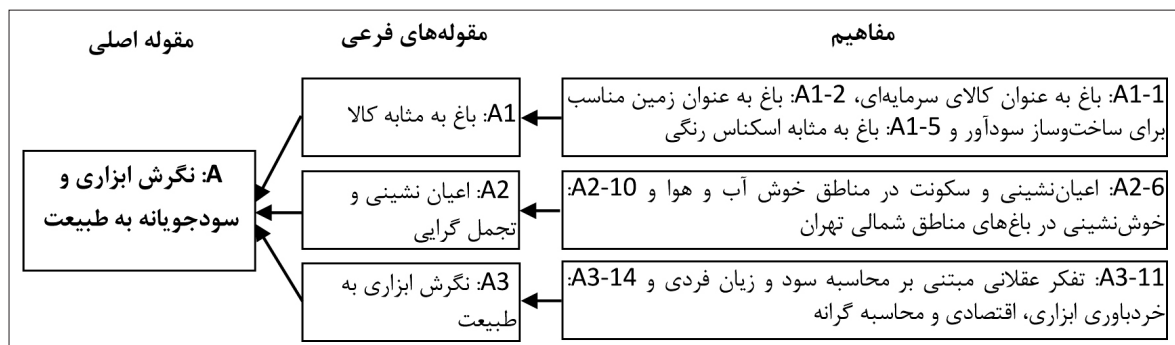 مفاهیم
مقوله‌های فرعی
مقوله اصلی
A1-1: باغ به عنوان کالای سرمایه‌ای، A1-2: باغ به عنوان زمین مناسب
برای ساخت‌وساز سودآور و A1-5: باغ به مثابه اسکناس رنگی
A1: باغ به مثابه کالا
A2-6: اعیان‌نشینی و سکونت در مناطق خوش آب و هوا و A2-10:
خوش‌نشینی در باغ‌های مناطق شمالی تهران
A2: اعیان نشینی و
تجمل گرایی
A3-11: تفکر عقلانی مبتنی بر محاسبه سود و زیان فردی و A3-14:
خردباوری ابزاری، اقتصادی و محاسبه گرانه
A3: نگرش ابزاری به
طبیعت
A: نگرش ابزاری و
سودجویانه به طبیعت